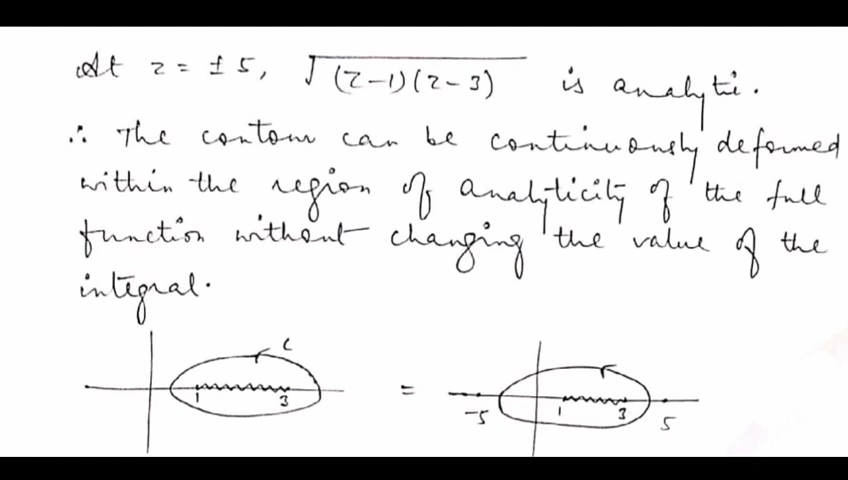 At z = ± 5, √(z-1)(z-3) is analytic.
∴ The contour can be continuously deformed
within the region of analyticity of the full
function without changing the value of the
integral.
C
1 3 = -5 1 3 5